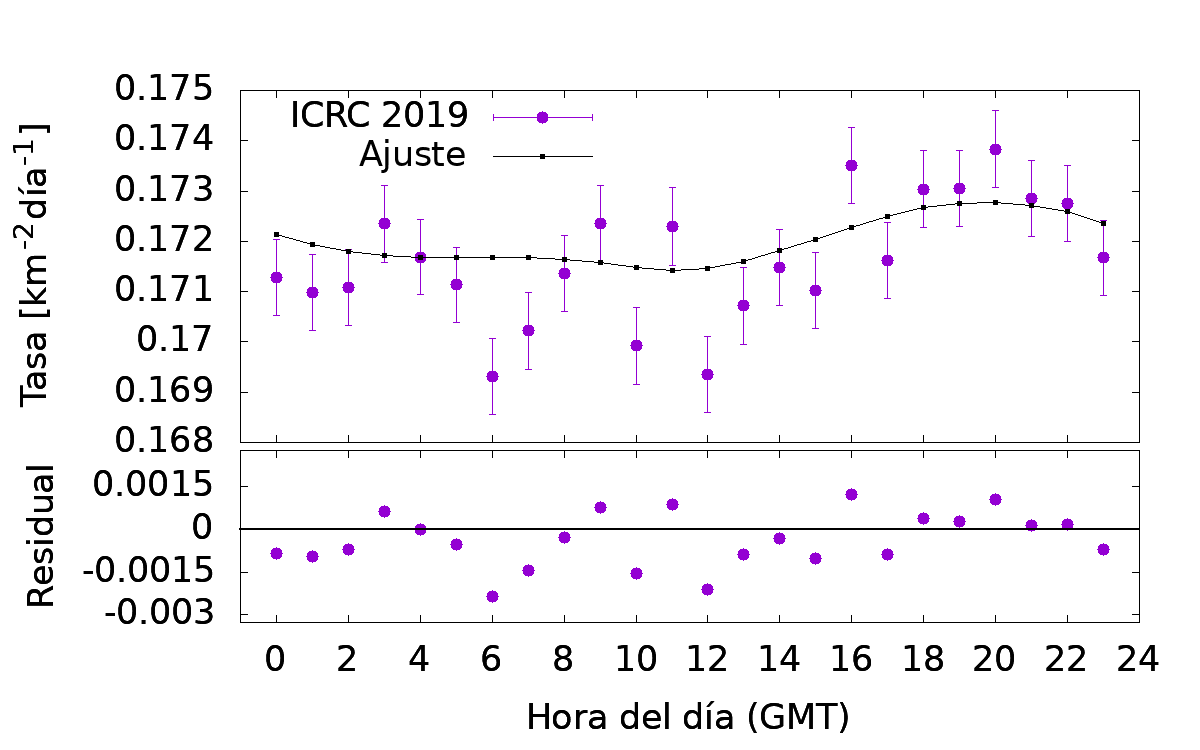 0.175
0.174
0.173
0.172
0.171
0.17
0.169
0.168
Tasa [km⁻² día⁻¹]
ICRC 2019
Ajuste
0.0015
0
-0.0015
-0.003
Residual
0 2 4 6 8 10 12 14 16 18 20 22 24
Hora del día (GMT)